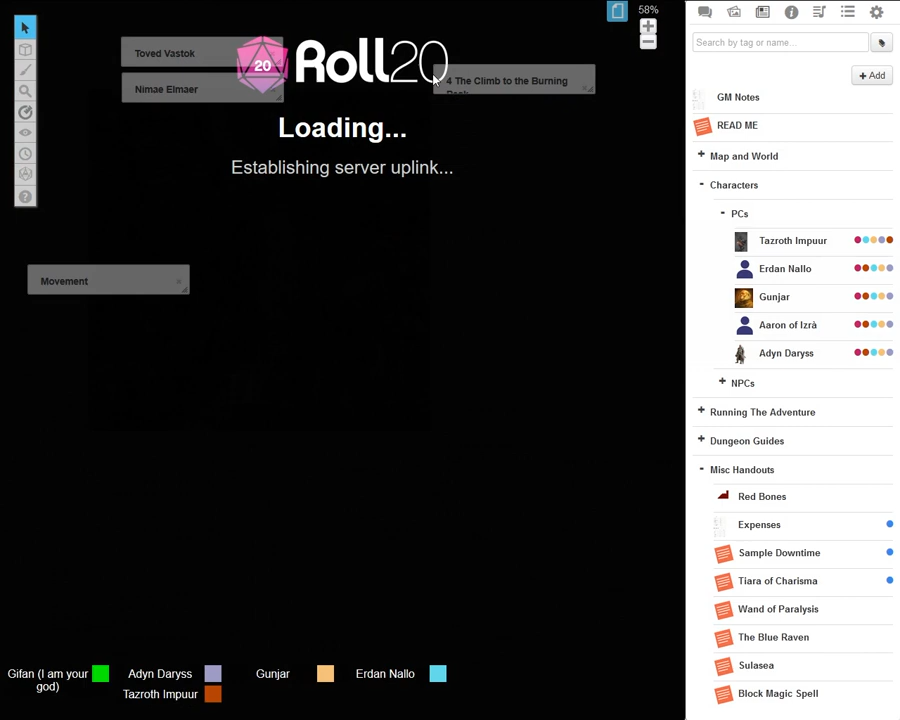 58%
Toved Vastok
Nimae Elmaer
20
Roll20
4 The Climb to the Burning
Loading...
Establishing server uplink...
Movement
Search by tag or name...
+ Add
GM Notes
READ ME
+ Map and World
- Characters
- PCs
Tazroth Impuur
Erdan Nallo
Gunjar
Aaron of Izrà
Adyn Daryss
+ NPCs
+ Running The Adventure
+ Dungeon Guides
- Misc Handouts
Red Bones
Expenses
Sample Downtime
Tiara of Charisma
Wand of Paralysis
The Blue Raven
Sulasea
Block Magic Spell
Gifan (I am your
god)
Adyn Daryss
Gunjar
Erdan Nallo
Tazroth Impuur